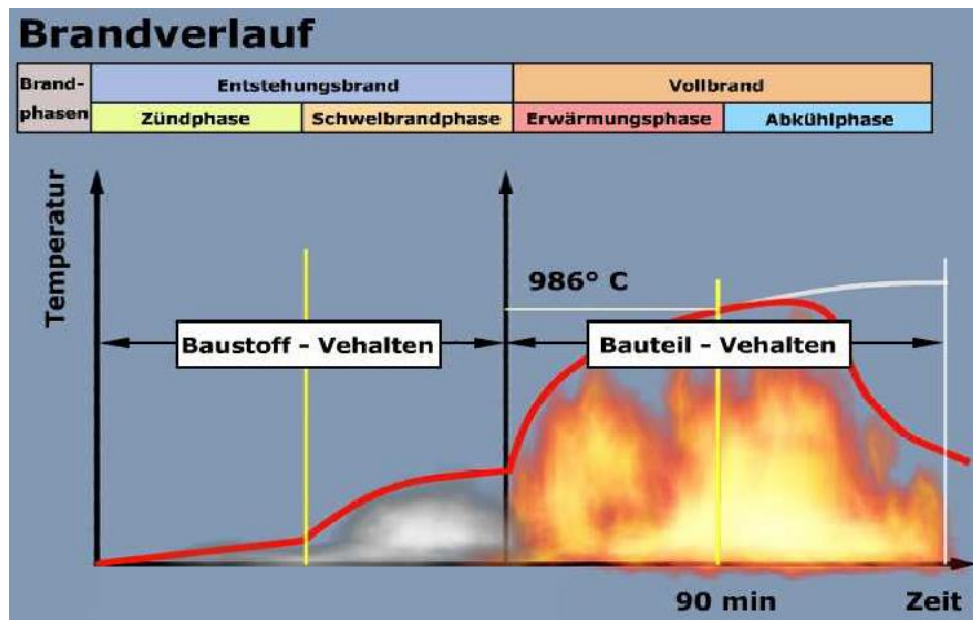 Brandverlauf
Brand-
phasen
Entstehungsbrand
Vollbrand
Zündphase
Schwelbrandphase
Erwärmungsphase
Abkühlphase
Temperatur
986° C
Baustoff - Vehalten
Bauteil - Vehalten
90 min
Zeit